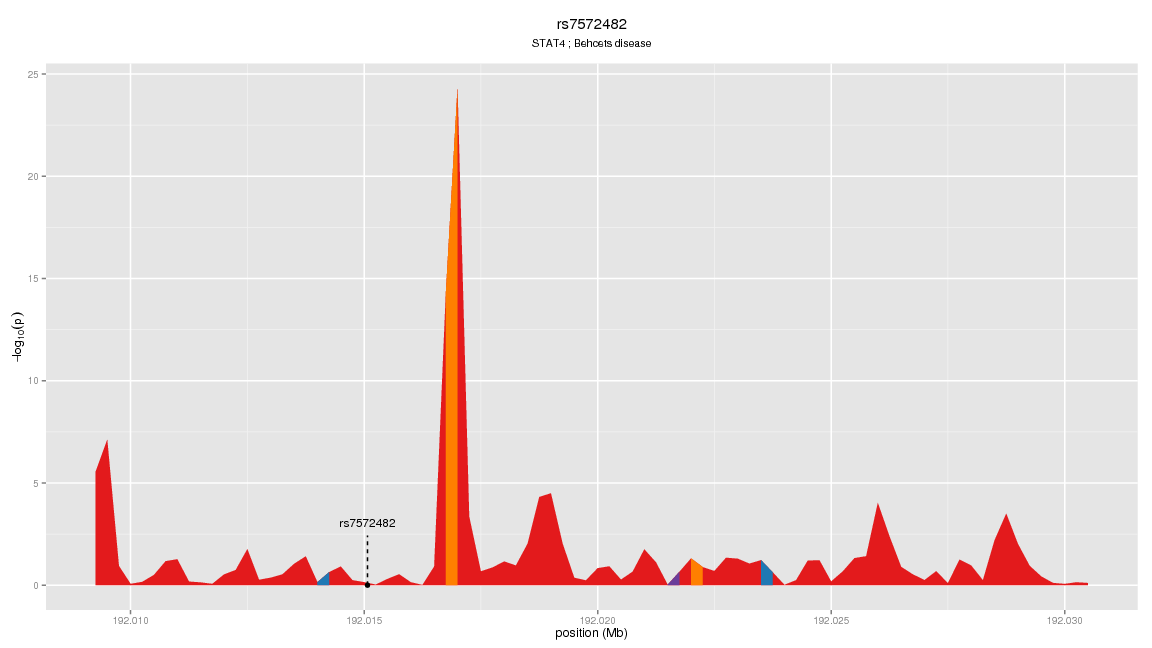 rs7572482
STAT4 ; Behcets disease
25
20
15
10
5
0
−log10(p)
rs7572482
192.010
192.015
192.020
192.025
192.030
position (Mb)